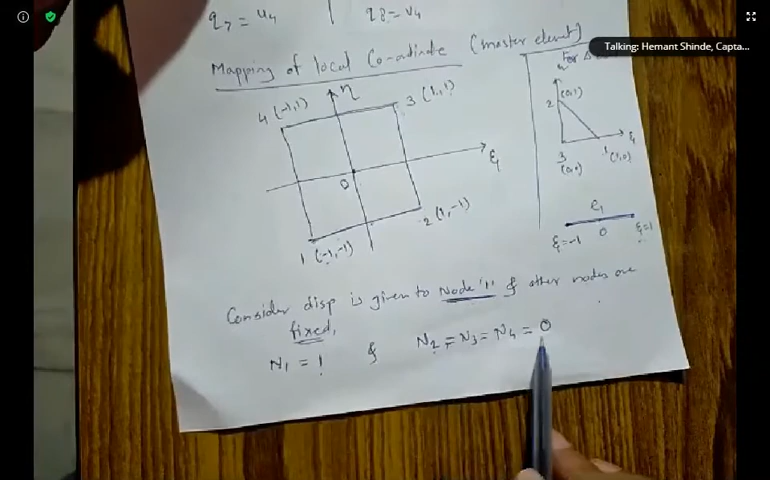 q7 = u4
q8 = v4
Mapping of local Co-ordinate (master element)
Talking: Hemant Shinde, Capta...
For Δ
η
4 (-1,1)
3 (1,1)
ξ
0
1 (-1,-1)
2 (1,-1)
2
(0,1)
ξ
3
(0,0)
1
(1,0)
ξ=-1
0
ξ=1
Consider disp is given to Node '1' & other nodes are
fixed,
N1 = 1 & N2 = N3 = N4 = 0